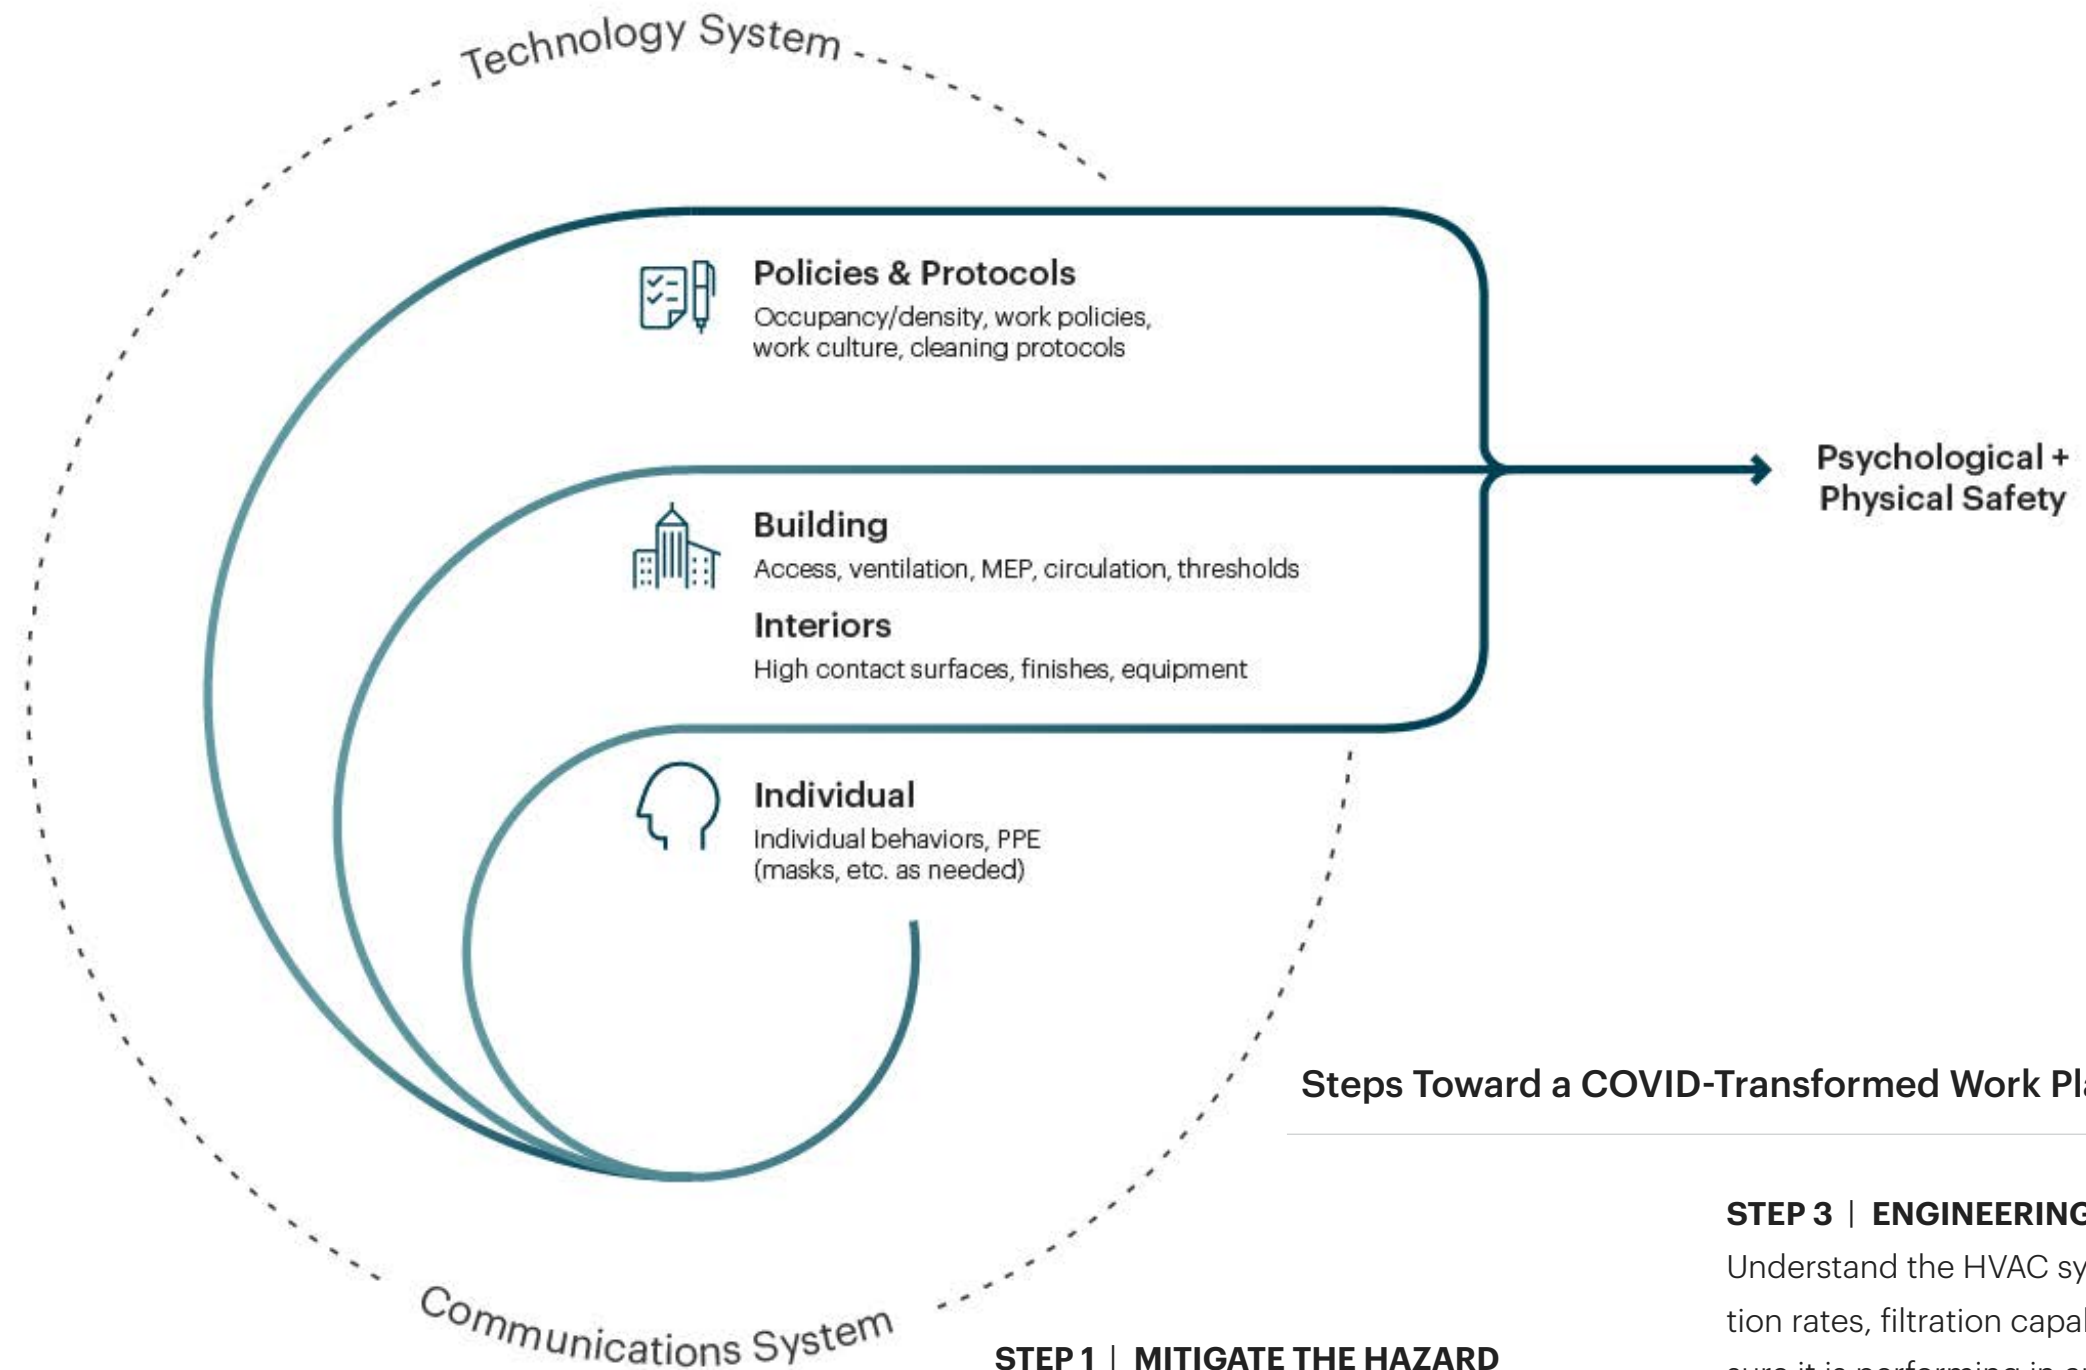 Technology System
Policies & Protocols
Occupancy/density, work policies,
work culture, cleaning protocols
Psychological +
Physical Safety
Building
Access, ventilation, MEP, circulation, thresholds
Interiors
High contact surfaces, finishes, equipment
Individual
Individual behaviors, PPE
(masks, etc. as needed)
Communications System
Steps Toward a COVID-Transformed Work
STEP 1 | MITIGATE THE HAZARD
STEP 3 | ENGINEERING
Understand the HVAC
tion rates, filtration